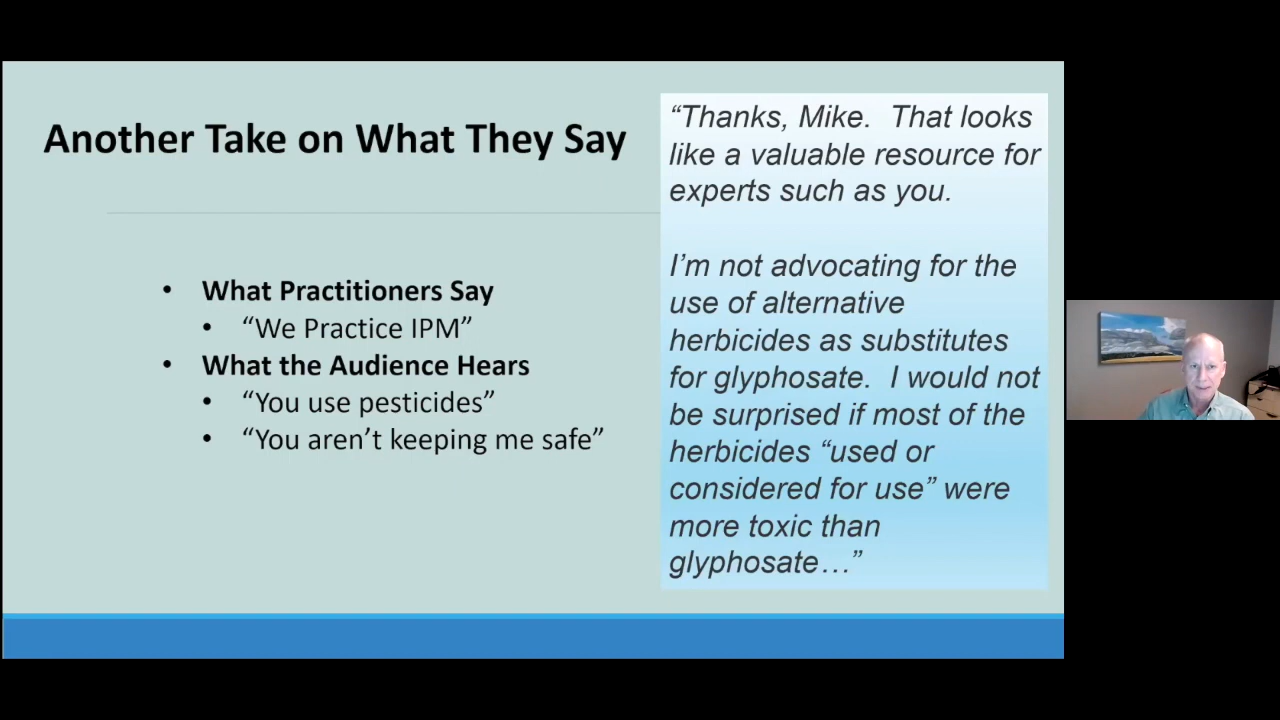 Another Take on What They Say
• What Practitioners Say
• “We Practice IPM”
• What the Audience Hears
• “You use pesticides”
• “You aren’t keeping me safe”
“Thanks, Mike. That looks
like a valuable resource for
experts such as you.
I’m not advocating for the
use of alternative
herbicides as substitutes
for glyphosate. I would not
be surprised if most of the
herbicides “used or
considered for use” were
more toxic than
glyphosate…”